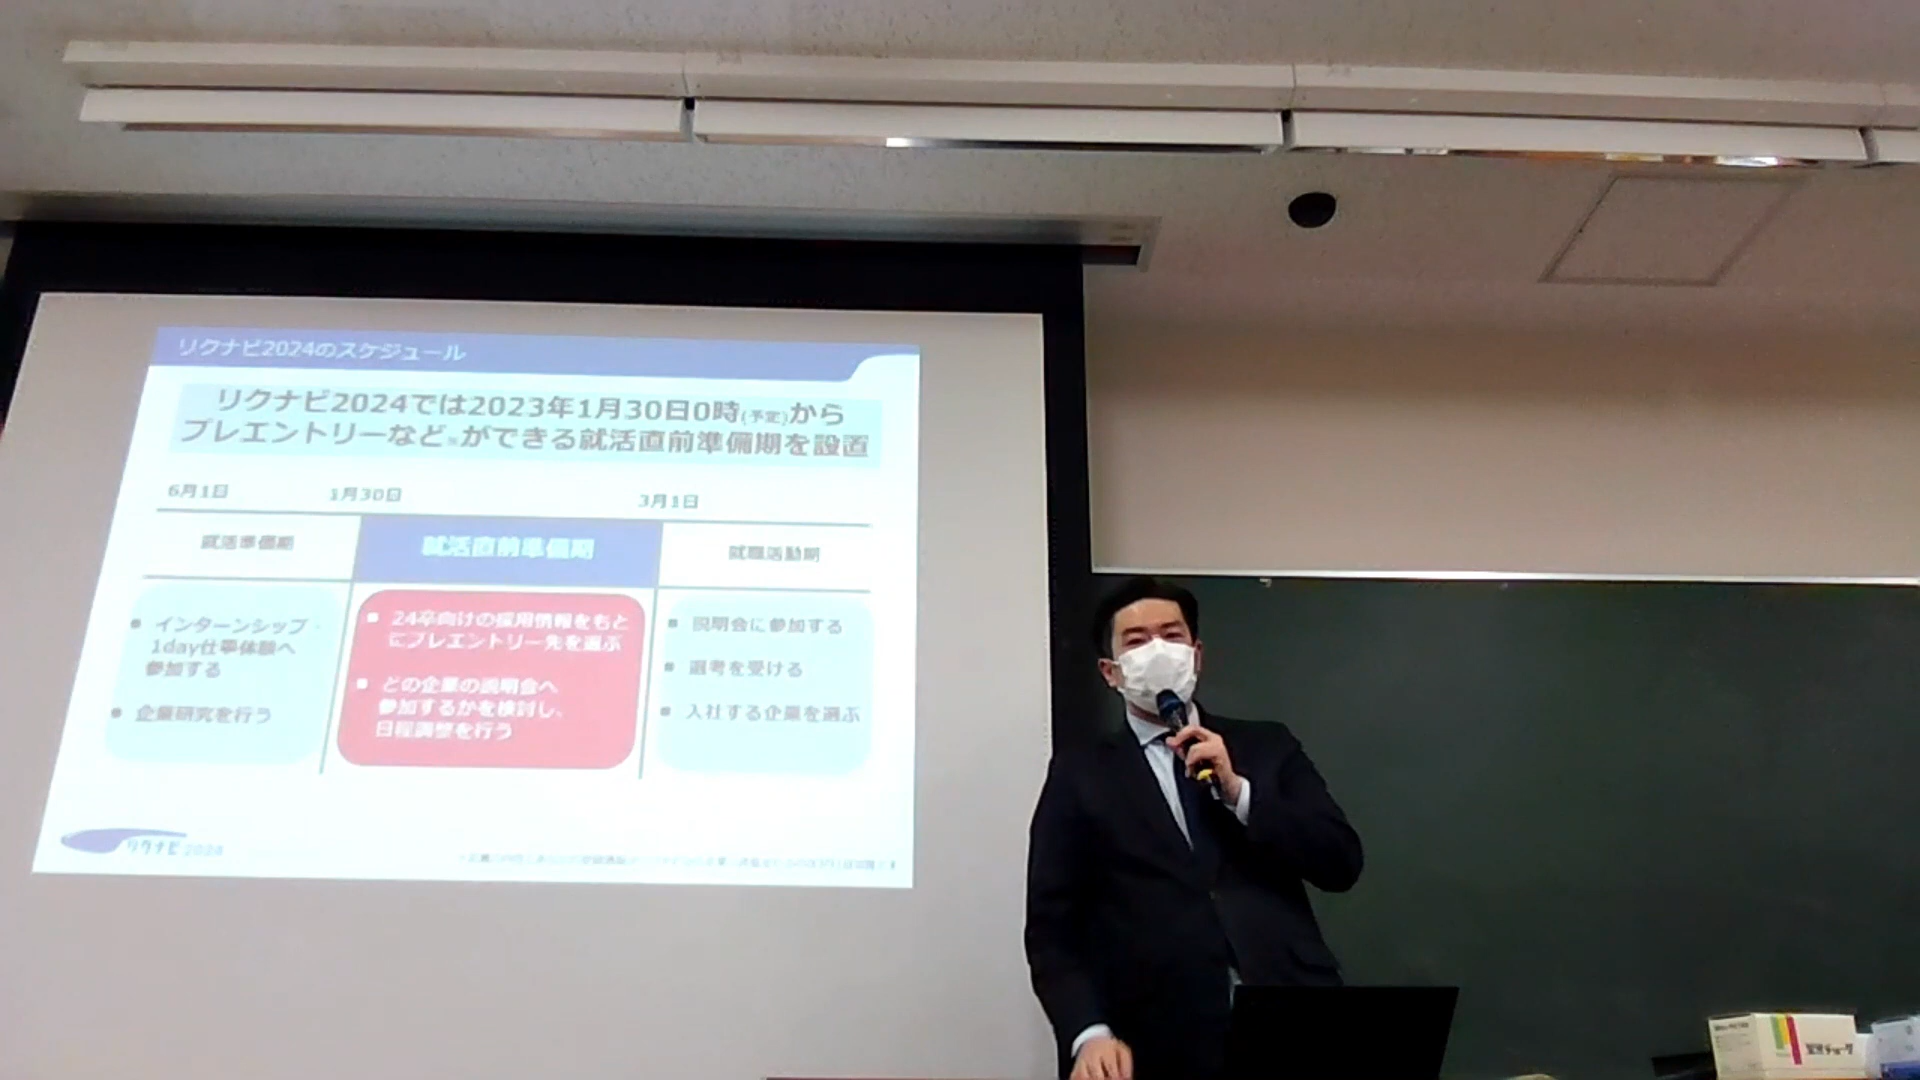 リクナビ2024のスケジュール
リクナビ2024では2023年1月30日0時(予定)から
プレエントリーなど※ができる就活直前準備期を設置
6月1日
1月30日
3月1日
就活準備期
就活直前準備期
就職活動期
インターンシップ・
1day仕事体験へ
参加する
企業研究を行う
24卒向けの採用情報をもと
にプレエントリー先を選ぶ
どの企業の説明会へ
参加するかを検討し、
日程調整を行う
説明会に参加する
選考を受ける
入社する企業を選ぶ
リクナビ2024
チョーク